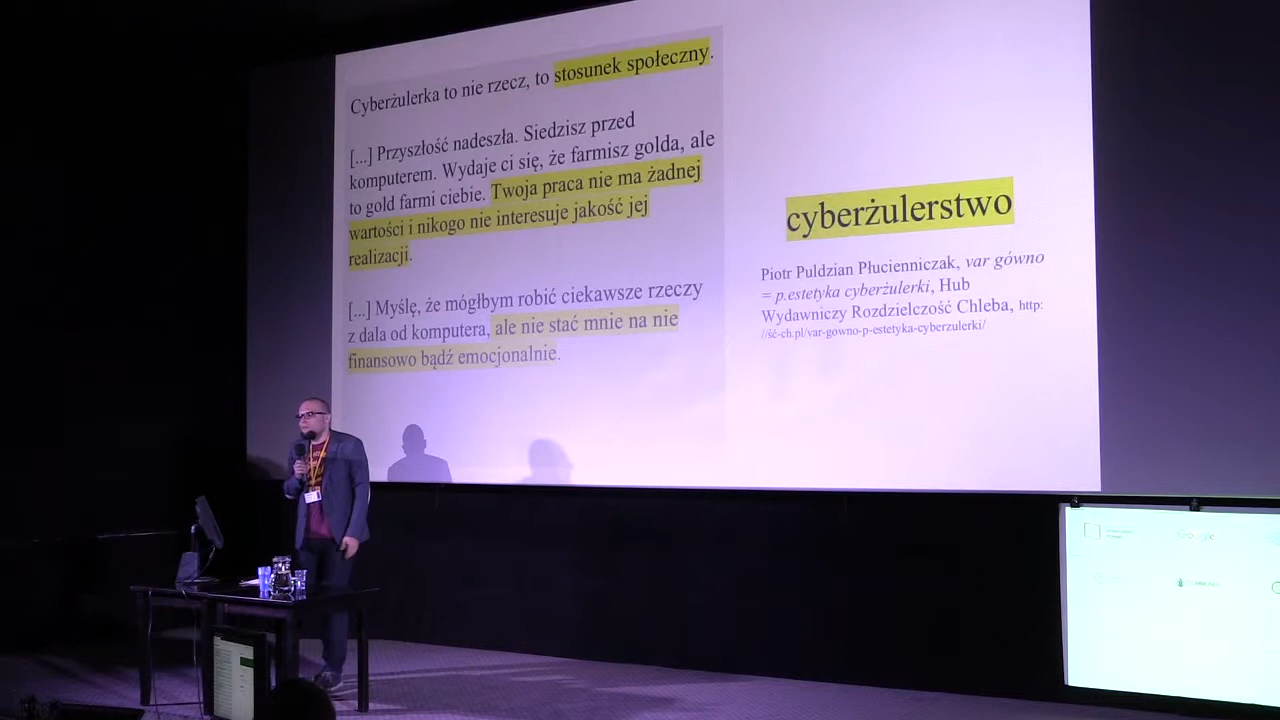 Cyberżulerka to nie rzecz, to stosunek społeczny.
[...] Przyszłość nadeszła. Siedzisz przed
komputerem. Wydaje ci się, że farmisz golda, ale
to gold farmi ciebie. Twoja praca nie ma żadnej
wartości i nikogo nie interesuje jakość jej
realizacji.
[...] Myślę, że mógłbym robić ciekawsze rzeczy
z dala od komputera, ale nie stać mnie na nie
finansowo bądź emocjonalnie.
cyberżulerstwo
Piotr Puldzian Płucienniczak, var gówno
= p.estetyka cyberżulerki, Hub
Wydawniczy Rozdzielczość Chleba, http:
//ść-ch.pl/var-gowno-p-estetyka-cyberzulerki/
Google